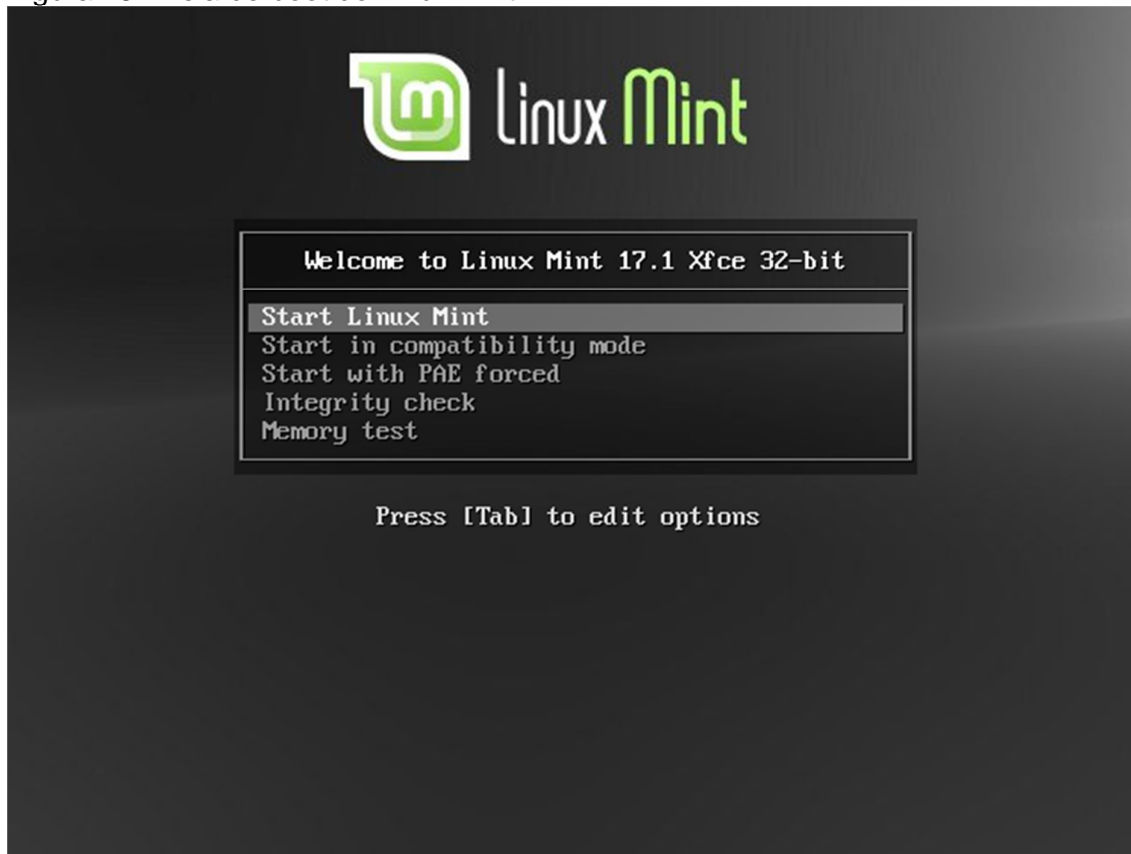 Linux Mint
Welcome to Linux Mint 17.1 Xfce 32-bit
Start Linux Mint
Start in compatibility mode
Start with PAE forced
Integrity check
Memory test
Press [Tab] to edit options